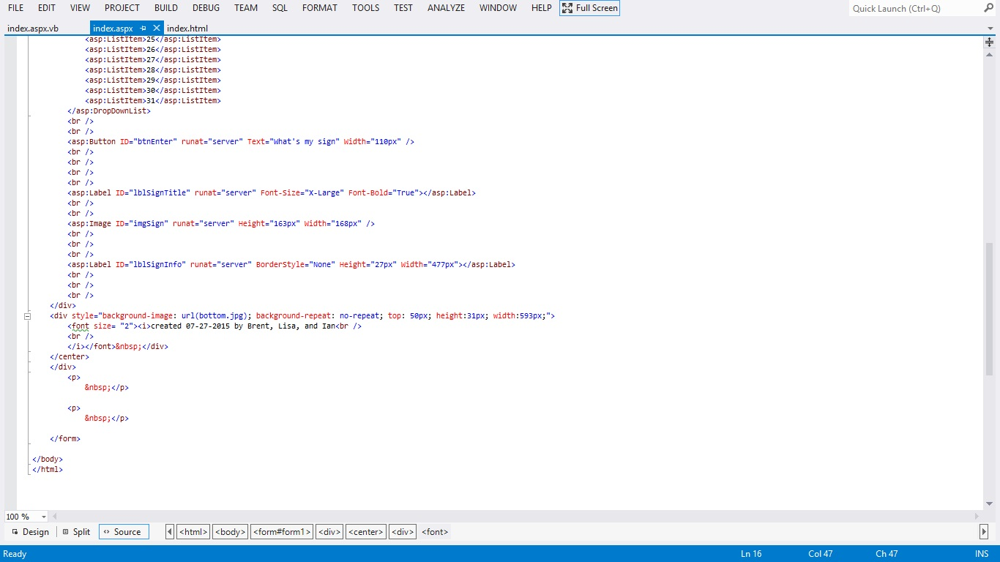 FILE EDIT VIEW PROJECT BUILD DEBUG TEAM SQL FORMAT TOOLS TEST ANALYZE WINDOW HELP Full Screen Quick Launch (Ctrl+Q)
index.aspx.vb index.aspx index.html
<asp:ListItem>25</asp:ListItem>
<asp:ListItem>26</asp:ListItem>
<asp:ListItem>27</asp:ListItem>
<asp:ListItem>28</asp:ListItem>
<asp:ListItem>29</asp:ListItem>
<asp:ListItem>30</asp:ListItem>
<asp:ListItem>31</asp:ListItem>
</asp:DropDownList>
<br />
<br />
<asp:Button ID="btnEnter" runat="server" Text="What's my sign" Width="110px" />
<br />
<br />
<br />
<br />
<asp:Label ID="lblSignTitle" runat="server" Font-Size="X-Large" Font-Bold="True"></asp:Label>
<br />
<br />
<asp:Image ID="imgSign" runat="server" Height="163px" Width="168px" />
<br />
<br />
<br />
<asp:Label ID="lblSignInfo" runat="server" BorderStyle="None" Height="27px" Width="477px"></asp:Label>
<br />
<br />
<br />
</div>
<div style="background-image: url(bottom.jpg); background-repeat: no-repeat; top: 50px; height:31px; width:593px;">
<font size= "2"><i>created 07-27-2015 by Brent, Lisa, and Ian<br />
<br />
</i></font>&nbsp;</div>
</center>
</div>
<p>
&nbsp;</p>
<p>
&nbsp;</p>
</form>
</body>
</html>
100 %
Design Split Source <html> <body> <form#form1> <div> <center> <div> <font>
Ready Ln 16 Col 47 Ch 47 INS